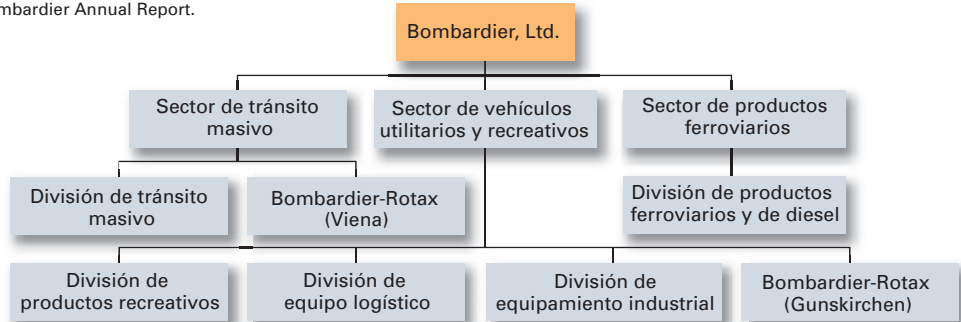 mbardier Annual Report.
Bombardier, Ltd.
Sector de tránsito
masivo
Sector de vehículos
utilitarios y recreativos
Sector de productos
ferroviarios
División de tránsito
masivo
Bombardier-Rotax
(Viena)
División de productos
ferroviarios y de diesel
División de
productos recreativos
División de
equipo logístico
División de
equipamiento industrial
Bombardier-Rotax
(Gunskirchen)